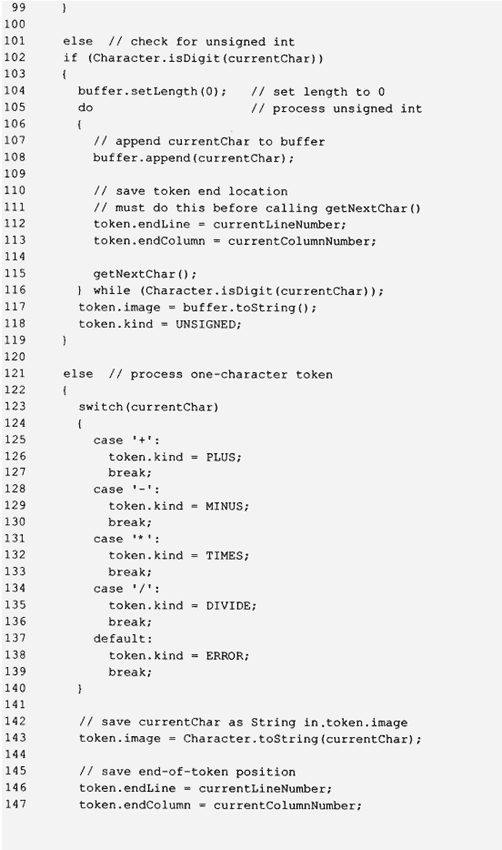 99 }
100
101 else // check for unsigned int
102 if (Character.isDigit(currentChar))
103 {
104 buffer.setLength(0); // set length to 0
105 do // process unsigned int
106 {
107 // append currentChar to buffer
108 buffer.append(currentChar);
109
110 // save token end location
111 // must do this before calling getNextChar()
112 token.endLine = currentLineNumber;
113 token.endColumn = currentColumnNumber;
114
115 getNextChar();
116 } while (Character.isDigit(currentChar));
117 token.image = buffer.toString();
118 token.kind = UNSIGNED;
119 }
120
121 else // process one-character token
122 {
123 switch(currentChar)
124 {
125 case '+':
126 token.kind = PLUS;
127 break;
128 case '-':
129 token.kind = MINUS;
130 break;
131 case '*':
132 token.kind = TIMES;
133 break;
134 case '/':
135 token.kind = DIVIDE;
136 break;
137 default:
138 token.kind = ERROR;
139 break;
140 }
141
142 // save currentChar as String in.token.image
143 token.image = Character.toString(currentChar);
144
145 // save end-of-token position
146 token.endLine = currentLineNumber;
147 token.endColumn = currentColumnNumber;